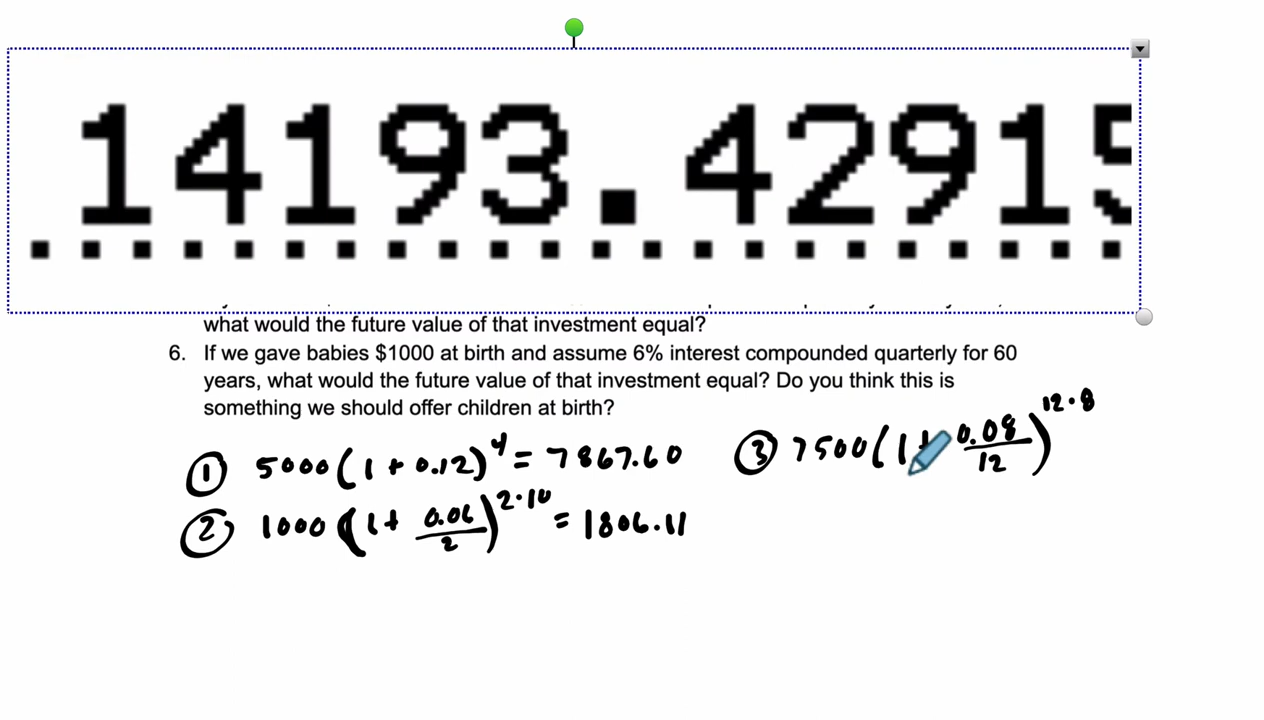 14193.42915
what would the future value of that investment equal?
6. If we gave babies $1000 at birth and assume 6% interest compounded quarterly for 60
years, what would the future value of that investment equal? Do you think this is
something we should offer children at birth?
① 5000(1 + 0.12)^4 = 7867.60
② 1000(1 + 0.06/2)^2·10 = 1806.11
③ 7500(1 + 0.08/12)^12·8